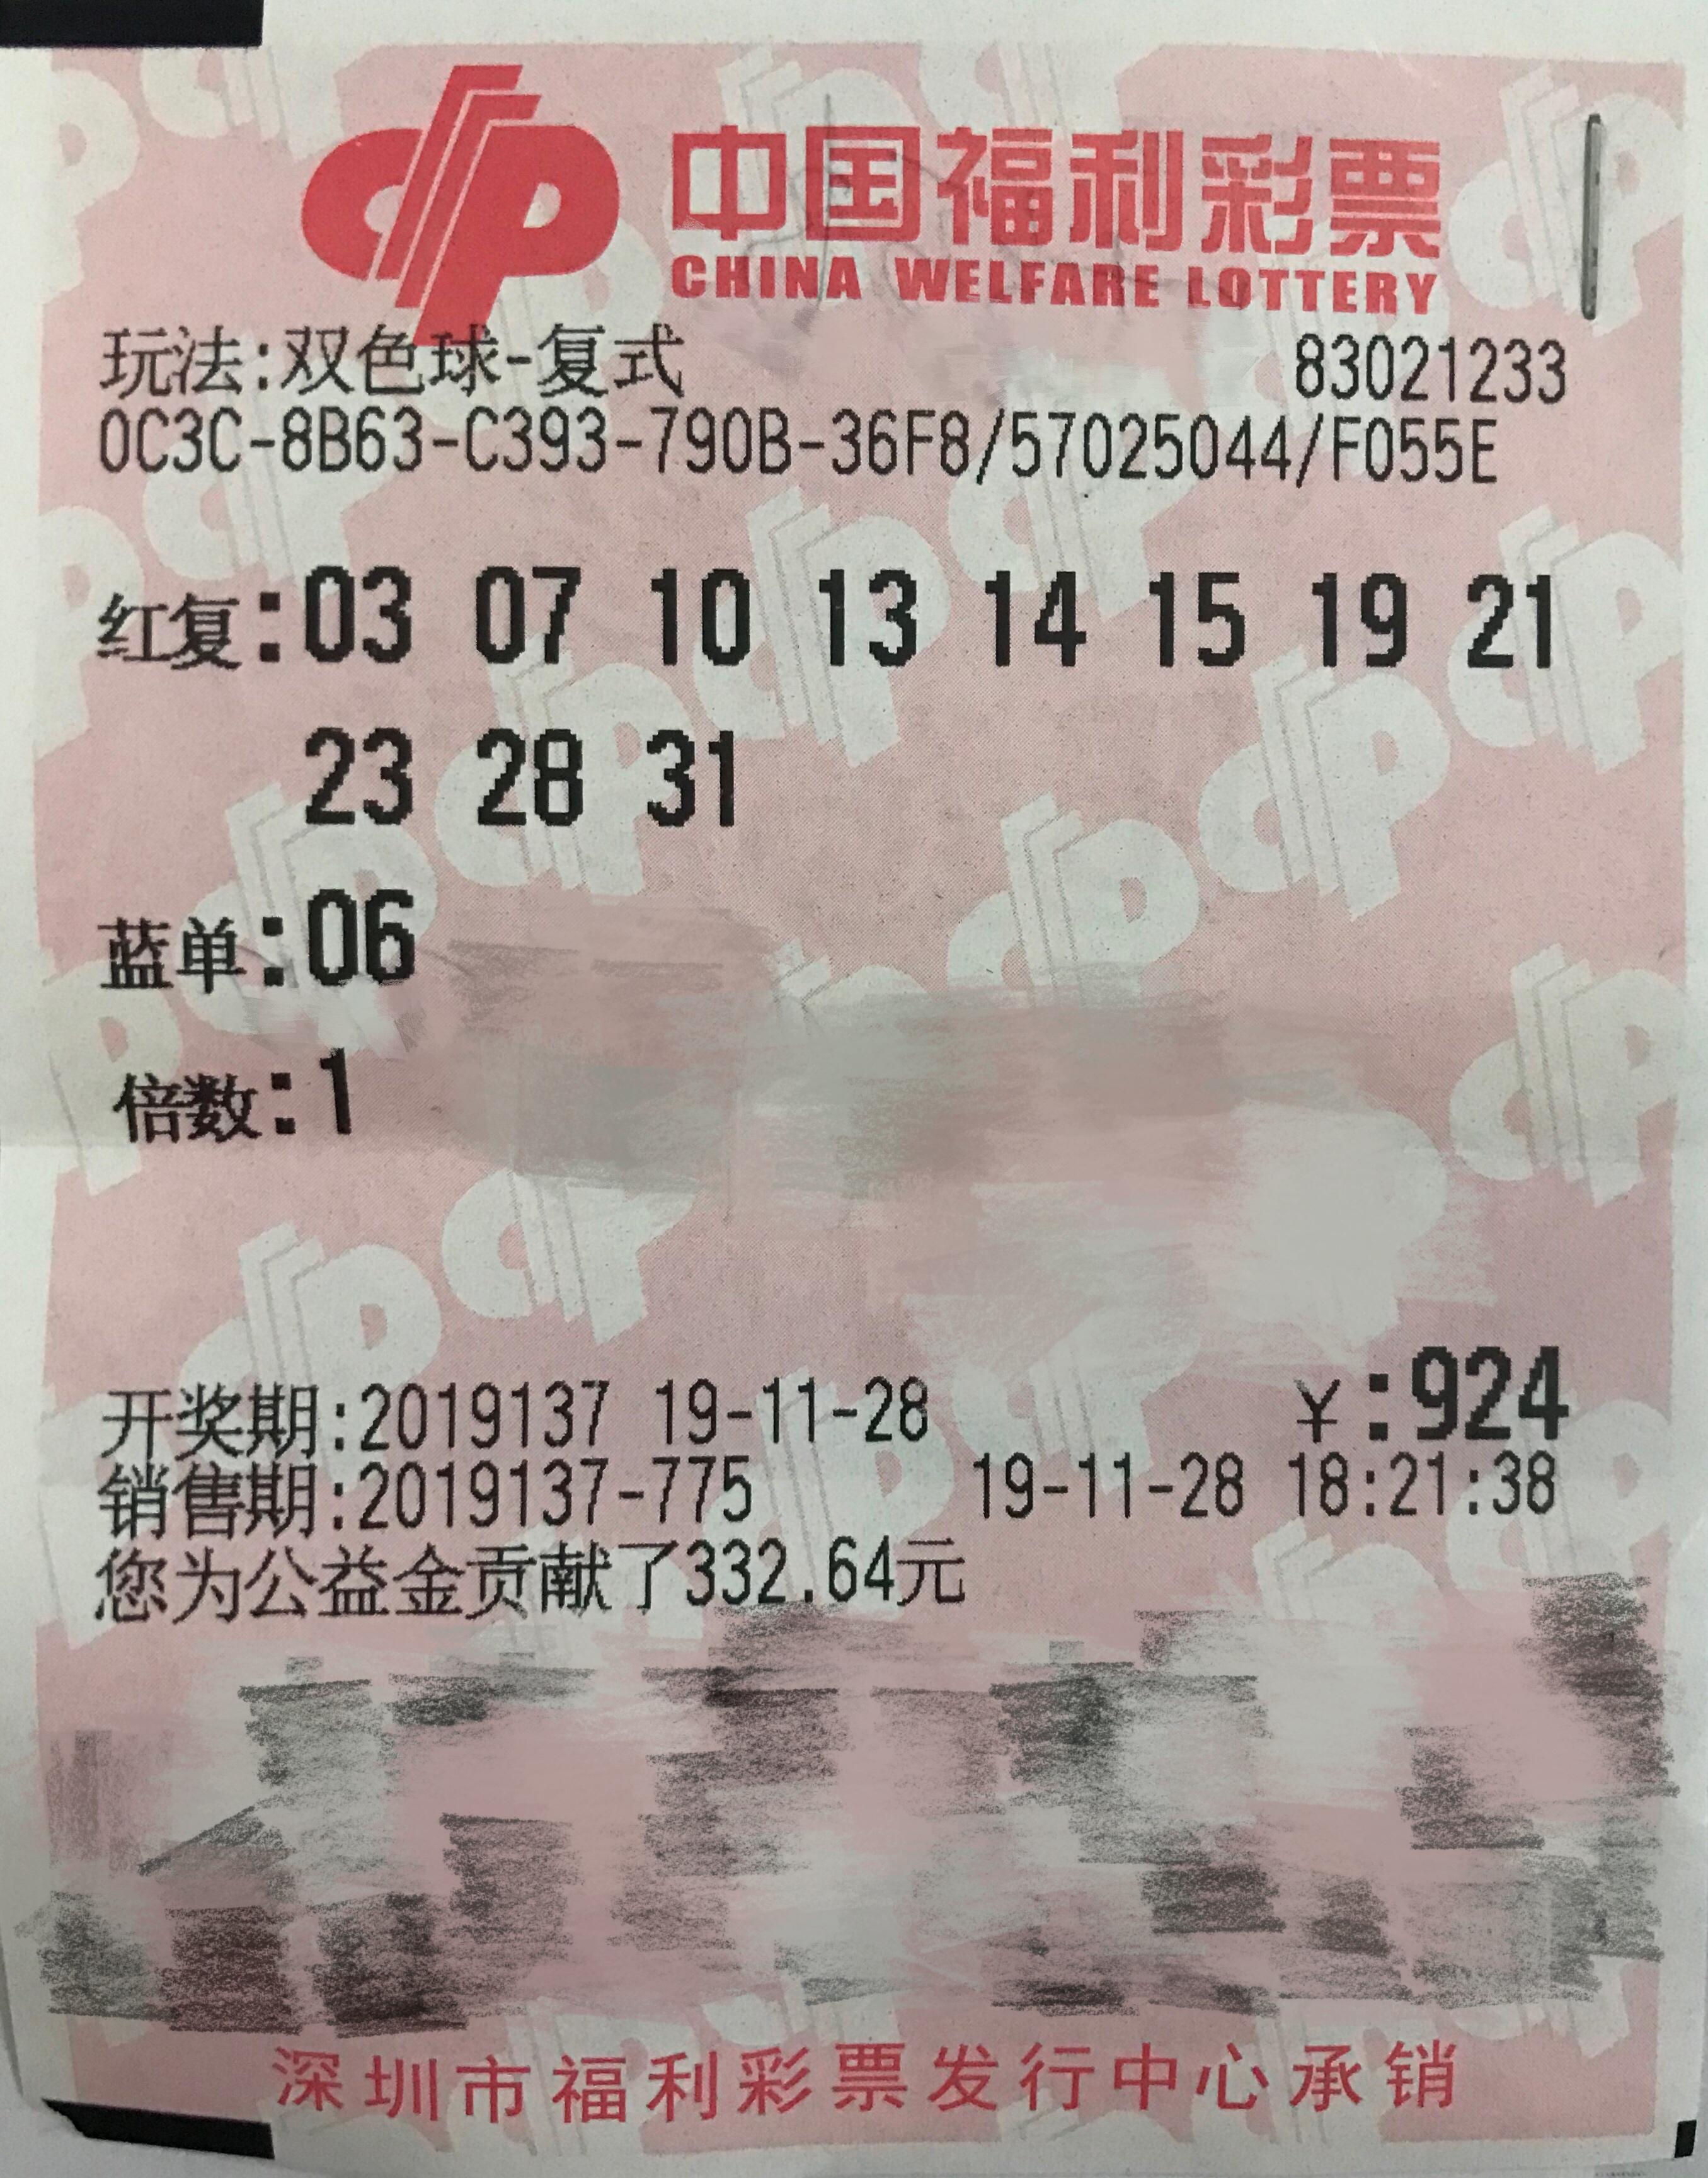 中国福利彩票
CHINA WELFARE LOTTERY
玩法:双色球-复式 83021233
0C3C-8B63-C393-790B-36F8/57025044/F055E
红复:03 07 10 13 14 15 19 21
23 28 31
蓝单:06
倍数:1
开奖期:2019137 19-11-28 ¥:924
销售期:2019137-775 19-11-28 18:21:38
您为公益金贡献了332.64元
深圳市福利彩票发行中心承销